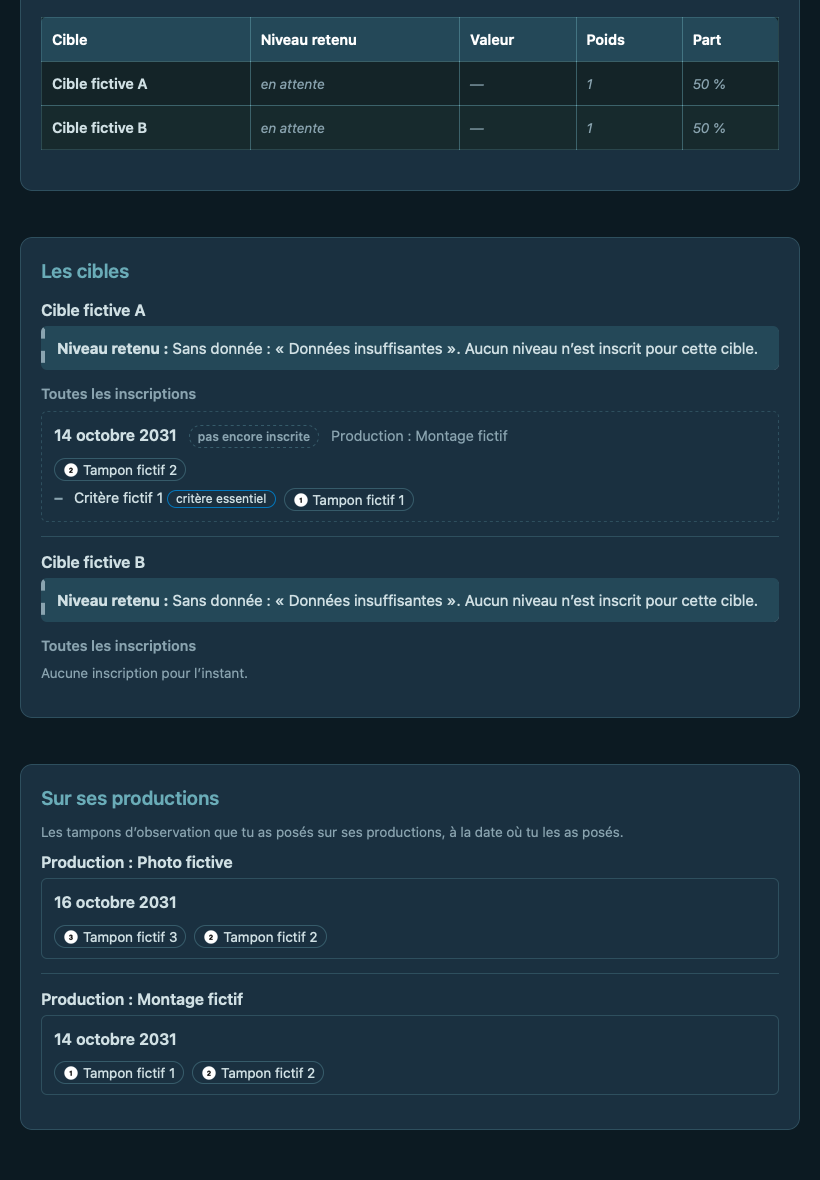 Cible Niveau retenu Valeur Poids Part
Cible fictive A en attente — 1 50 %
Cible fictive B en attente — 1 50 %
Les cibles
Cible fictive A
Niveau retenu : Sans donnée : « Données insuffisantes ». Aucun niveau n’est inscrit pour cette cible.
Toutes les inscriptions
14 octobre 2031 pas encore inscrite Production : Montage fictif
2 Tampon fictif 2
– Critère fictif 1 critère essentiel 1 Tampon fictif 1
Cible fictive B
Niveau retenu : Sans donnée : « Données insuffisantes ». Aucun niveau n’est inscrit pour cette cible.
Toutes les inscriptions
Aucune inscription pour l’instant.
Sur ses productions
Les tampons d’observation que tu as posés sur ses productions, à la date où tu les as posés.
Production : Photo fictive
16 octobre 2031
3 Tampon fictif 3 2 Tampon fictif 2
Production : Montage fictif
14 octobre 2031
1 Tampon fictif 1 2 Tampon fictif 2